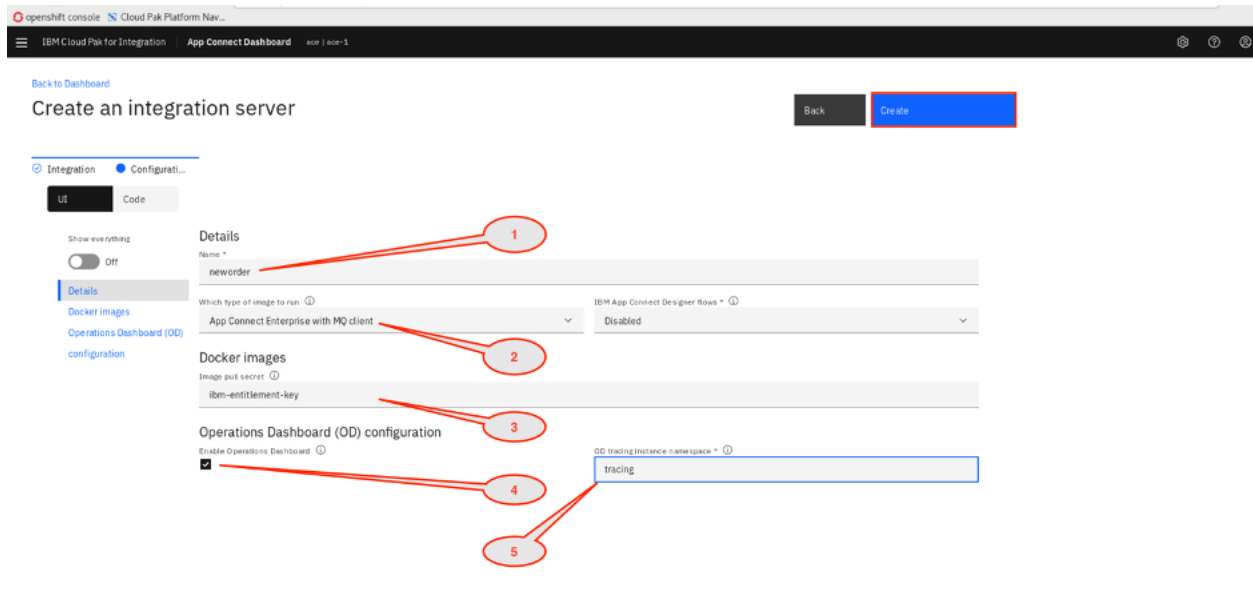 openshift console Cloud Pak Platform Nav...
IBM Cloud Pak for Integration App Connect Dashboard ace | ace-1
Back to Dashboard
Create an integration server
Back Create
Integration Configurati...
UI Code
Show everything
Off
Details
Docker images
Operations Dashboard (OD)
configuration
Details
1
Name *
neworder
Which type of image to run
IBM App Connect Designer flows *
App Connect Enterprise with MQ client
Disabled
2
Docker images
Image pull secret
ibm-entitlement-key
3
Operations Dashboard (OD) configuration
Enable Operations Dashboard
OD tracing instance namespace *
tracing
4
5